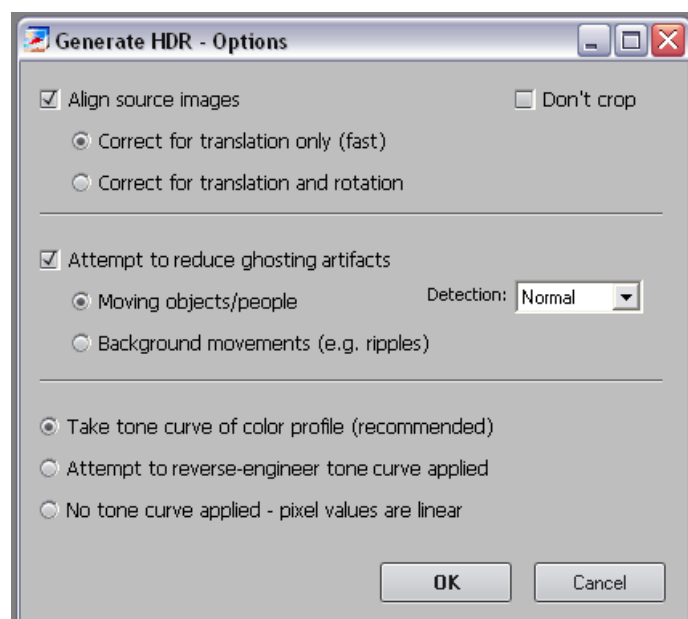 Generate HDR - Options
Align source images Don't crop
Correct for translation only (fast)
Correct for translation and rotation
Attempt to reduce ghosting artifacts
Moving objects/people Detection: Normal
Background movements (e.g. ripples)
Take tone curve of color profile (recommended)
Attempt to reverse-engineer tone curve applied
No tone curve applied - pixel values are linear
OK Cancel